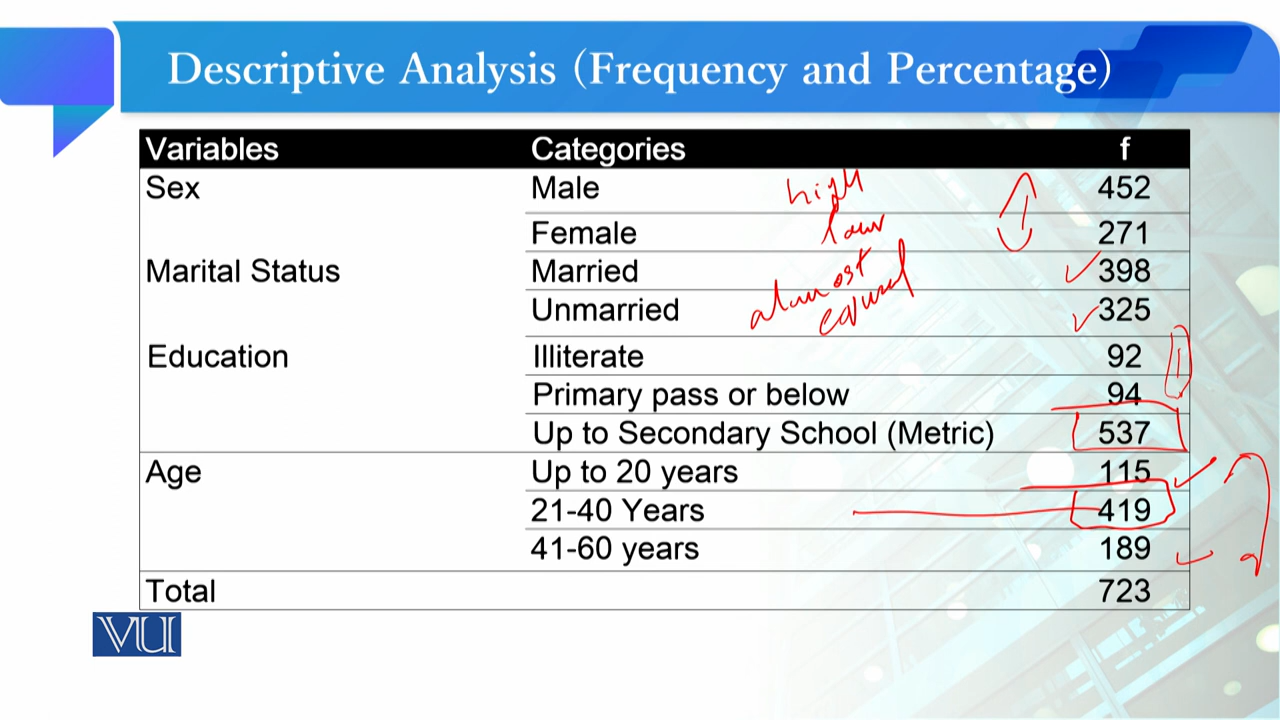 Descriptive Analysis (Frequency and Percentage)
Variables Categories f
Sex Male high 452
Female low 271
Marital Status Married almost 398
Unmarried equal 325
Education Illiterate 92
Primary pass or below 94
Up to Secondary School (Metric) 537
Age Up to 20 years 115
21-40 Years 419
41-60 years 189
Total 723
VU